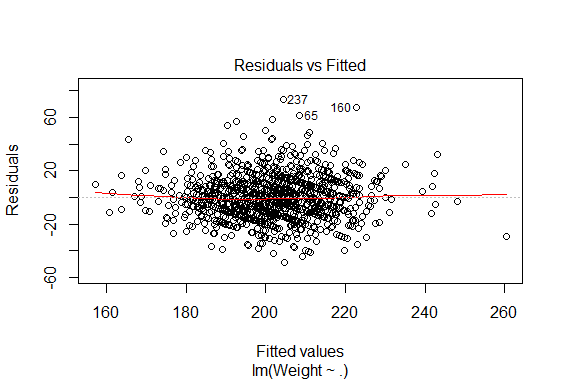 Residuals vs Fitted
237
160
65
Residuals
60
20
-20
-60
160 180 200 220 240 260
Fitted values
lm(Weight ~ .)